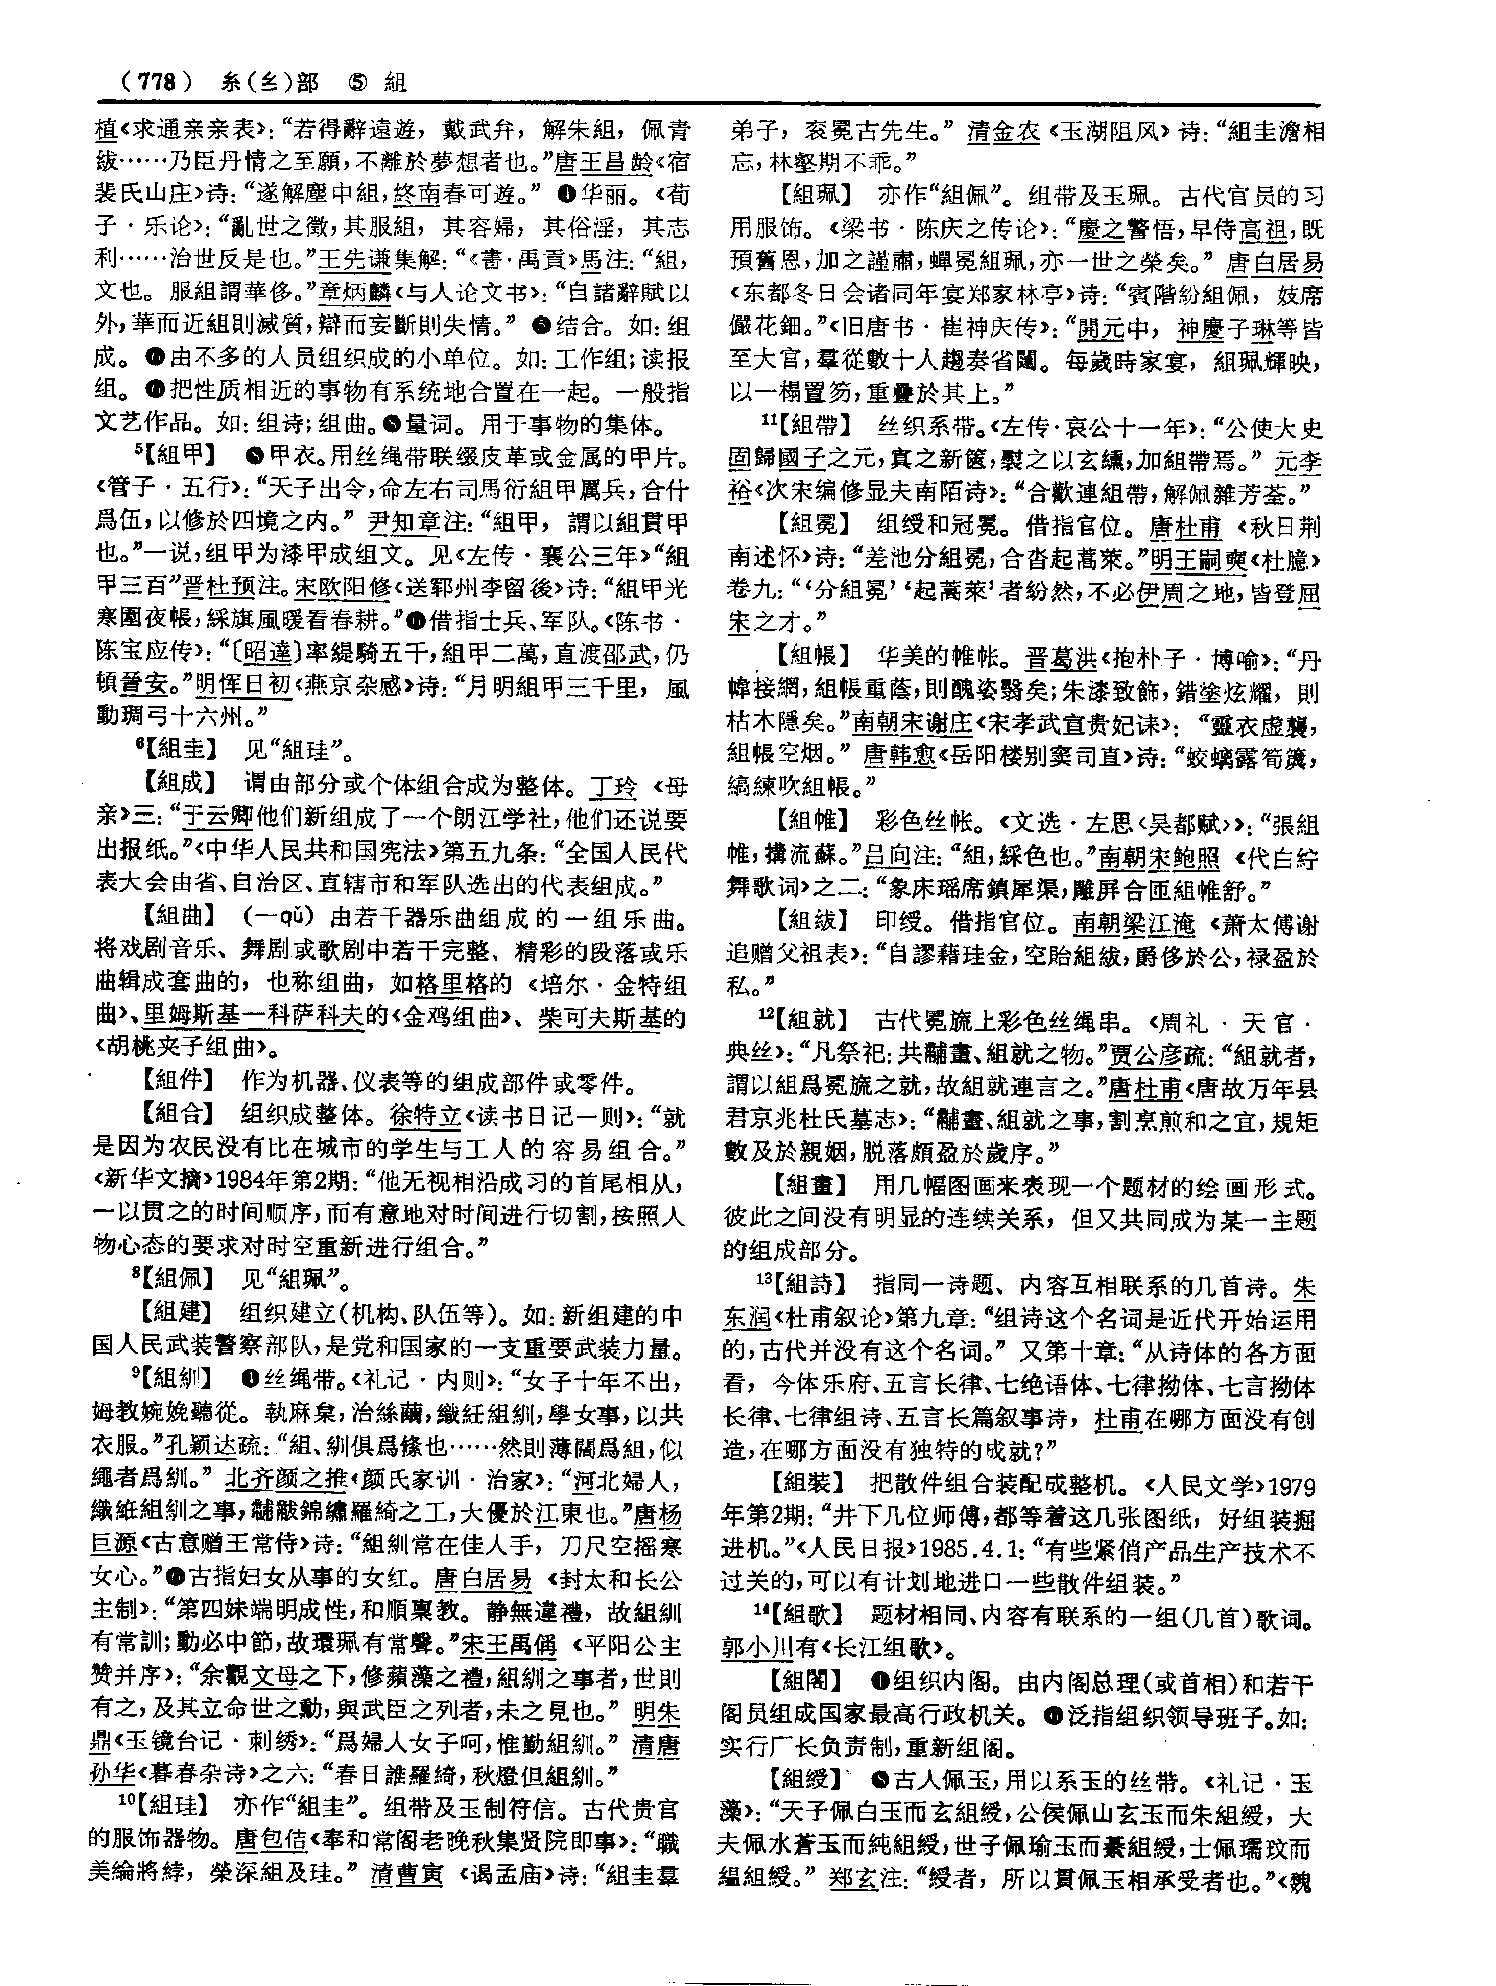 (778) 糸(糹)部 ⑤ 組
植《求通亲亲表》：“若得辭遠遊，戴武弁，解朱組，佩青
紱……乃臣丹情之至願，不離於夢想者也。”唐王昌龄《宿
裴氏山庄》诗：“遂解塵中組，終南春可遊。” 華丽。《荀
子·乐论》：“亂世之徵，其服組，其容婦，其俗淫，其志
利……治世反是也。”王先谦集解：“《書·禹貢》馬注：“組，
文也。服組謂華侈。”章炳麟《与人论文书》：“自諸辭賦以
外，華而近組則滅質，辯而妄斷則失情。” 结合。如：组
成。 由不多的人员组织成的小单位。如：工作组；读报
组。 把性质相近的事物有系统地合置在一起。一般指
文艺作品。如：组诗；组曲。 量词。用于事物的集体。
5【組甲】 甲衣。用丝绳带联缀皮革或金属的甲片。
《管子·五行》：“天子出令，命左右司馬衍組甲厲兵，合什
爲伍，以修於四境之内。” 尹知章注：“組甲，謂以組貫甲
也。”一说，组甲为漆甲成组文。见《左传·襄公三年》“組
甲三百”晋杜预注。宋欧阳修《送郓州李留後》诗：“組甲光
寒圍夜帳，綵旗風暖看春耕。” 借指士兵、军队。《陈书·
陈宝应传》：“〔昭達〕率緹騎五千，組甲二萬，直渡邵武，仍
頓晉安。”明恽日初《燕京杂感》诗：“月明組甲三千里，風
動琱弓十六州。”
6【組圭】 见“組珪”。
【組成】 谓由部分或个体组合成为整体。丁玲《母
亲》三：“于云卿他们新组成了一个朗江学社，他们还说要
出报纸。”《中华人民共和国宪法》第五九条：“全国人民代
表大会由省、自治区、直辖市和军队选出的代表组成。”
【組曲】 (一qǔ) 由若干器乐曲组成的一组乐曲。
将戏剧音乐、舞剧或歌剧中若干完整、精彩的段落或乐
曲辑成套曲的，也称组曲，如格里格的《培尔·金特组
曲》、里姆斯基一科萨科夫的《金鸡组曲》、柴可夫斯基的
《胡桃夹子组曲》。
【組件】 作为机器、仪表等的组成部件或零件。
【組合】 组织成整体。徐特立《读书日记一则》：“就
是因为农民没有比在城市的学生与工人的容易组合。”
《新华文摘》1984年第2期：“他无视相沿成习的首尾相从，
一以贯之的时间顺序，而有意地对时间进行切割，按照人
物心态的要求对时空重新进行组合。”
8【組佩】 见“組珮”。
【組建】 组织建立(机构、队伍等)。如：新组建的中
国人民武装警察部队，是党和国家的一支重要武装力量。
9【組紃】 ❶丝绳带。《礼记·内则》：“女子十年不出，
姆教婉娩聽從。執麻枲，治絲繭，織紝組紃，學女事，以共
衣服。”孔颖达疏：“組、紃俱爲絛也……然則薄闊爲組，似
繩者爲紃。” 北齐颜之推《颜氏家训·治家》：“河北婦人，
織紝組紃之事，黼黻錦繡羅綺之工，大優於江東也。”唐杨
巨源《古意赠王常侍》诗：“組紃常在佳人手，刀尺空摇寒
女心。” 古指妇女从事的女红。唐白居易《封太和长公
主制》：“第四妹端明成性，和順禀教。静無違禮，故組紃
有常訓；動必中節，故環珮有常聲。”宋王禹偁《平阳公主
赞并序》：“余觀文母之下，修蘋藻之禮，組紃之事者，世則
有之，及其立命世之勳，與武臣之列者，未之見也。” 明朱
鼎《玉镜台记·刺绣》：“爲婦人女子呵，惟勤組紃。” 清唐
孙华《暮春杂诗》之六：“春日誰羅綺，秋燈但組紃。”
10【組珪】 亦作“組圭”。组带及玉制符信。古代贵官
的服饰器物。唐包佶《奉和常阁老晚秋集贤院即事》：“職
美綸將綍，榮深組及珪。” 清曹寅《谒孟庙》诗：“組圭羣
弟子，衮冕古先生。” 清金农《玉湖阻风》诗：“組圭澹相
忘，林壑期不乖。”
【組珮】 亦作“組佩”。组带及玉珮。古代官员的习
用服饰。《梁书·陈庆之传论》：“慶之警悟，早侍高祖，既
預舊恩，加之謹肅，蟬冕組珮，亦一世之榮矣。” 唐白居易
《东都冬日会诸同年宴郑家林亭》诗：“賓階紛組佩，妓席
儼花鈿。”《旧唐书·崔神庆传》：“開元中，神慶子琳等皆
至大官，羣從數十人趨奏省闥。每歲時家宴，組珮輝映，
以一榻置笏，重疊於其上。”
11【組帶】 丝织系带。《左传·哀公十一年》：“公使大史
固歸國子之元，寘之新篋，褽之以玄纁，加組帶焉。” 元李
裕《次宋编修显夫南陌诗》：“合歡連組帶，解佩雜芳荃。”
【組冕】 组绶和冠冕。借指官位。唐杜甫《秋日荆
南述怀》诗：“差池分組冕，合沓起蒿萊。”明王嗣奭《杜臆》
卷九：“‘分組冕’‘起蒿萊’者紛然，不必伊周之地，皆登屈
宋之才。”
【組帳】 华美的帷帐。晋葛洪《抱朴子·博喻》：“丹
幃接網，組帳重蔭，則醜姿翳矣；朱漆致飾，錯塗炫耀，則
枯木隱矣。”南朝宋谢庄《宋孝武宣贵妃诔》：“靈衣虚襲，
組帳空烟。” 唐韩愈《岳阳楼别窦司直》诗：“蛟螭露筍簴，
縞練吹組帳。”
【組帷】 彩色丝帐。《文选·左思〈吴都赋〉》：“張組
帷，搆流蘇。”吕向注：“組，綵色也。”南朝宋鲍照《代白紵
舞歌词》之二：“象床瑶席鎮犀渠，雕屏合匝組帷舒。”
【組紱】 印绶。借指官位。南朝梁江淹《萧太傅谢
追赠父祖表》：“自謬藉珪金，空貽組紱，爵侈於公，禄盈於
私。”
12【組就】 古代冕旒上彩色丝绳串。《周礼·天官·
典丝》：“凡祭祀：共黼畫、組就之物。”贾公彦疏：“組就者，
謂以組爲冕旒之就，故組就連言之。”唐杜甫《唐故万年县
君京兆杜氏墓志》：“黼畫、組就之事，割烹煎和之宜，規矩
數及於親姻，脱落頗盈於歲序。”
【組畫】 用几幅图画来表现一个题材的绘画形式。
彼此之间没有明显的连续关系，但又共同成为某一主题
的组成部分。
13【組詩】 指同一诗题、内容互相联系的几首诗。朱
东润《杜甫叙论》第九章：“组诗这个名词是近代开始运用
的，古代并没有这个名词。” 又第十章：“从诗体的各方面
看，今体乐府、五言长律、七绝语体、七律拗体、七言拗体
长律、七律组诗、五言长篇叙事诗，杜甫在哪方面没有创
造，在哪方面没有独特的成就？”
【組裝】 把散件组合装配成整机。《人民文学》1979
年第2期：“井下几位师傅，都等着这几张图纸，好组装掘
进机。”《人民日报》1985.4.1：“有些紧俏产品生产技术不
过关的，可以有计划地进口一些散件组装。”
14【組歌】 题材相同、内容有联系的一组(几首)歌词。
郭小川有《长江组歌》。
【組閣】 ❶组织内阁。由内阁总理(或首相)和若干
阁员组成国家最高行政机关。 泛指组织领导班子。如：
实行厂长负责制，重新组阁。
【組綬】 古人佩玉，用以系玉的丝带。《礼记·玉
藻》：“天子佩白玉而玄組綬，公侯佩山玄玉而朱組綬，大
夫佩水蒼玉而純組綬，世子佩瑜玉而綦組綬，士佩瓀玟而
緼組綬。” 郑玄注：“綬者，所以貫佩玉相承受者也。”《魏